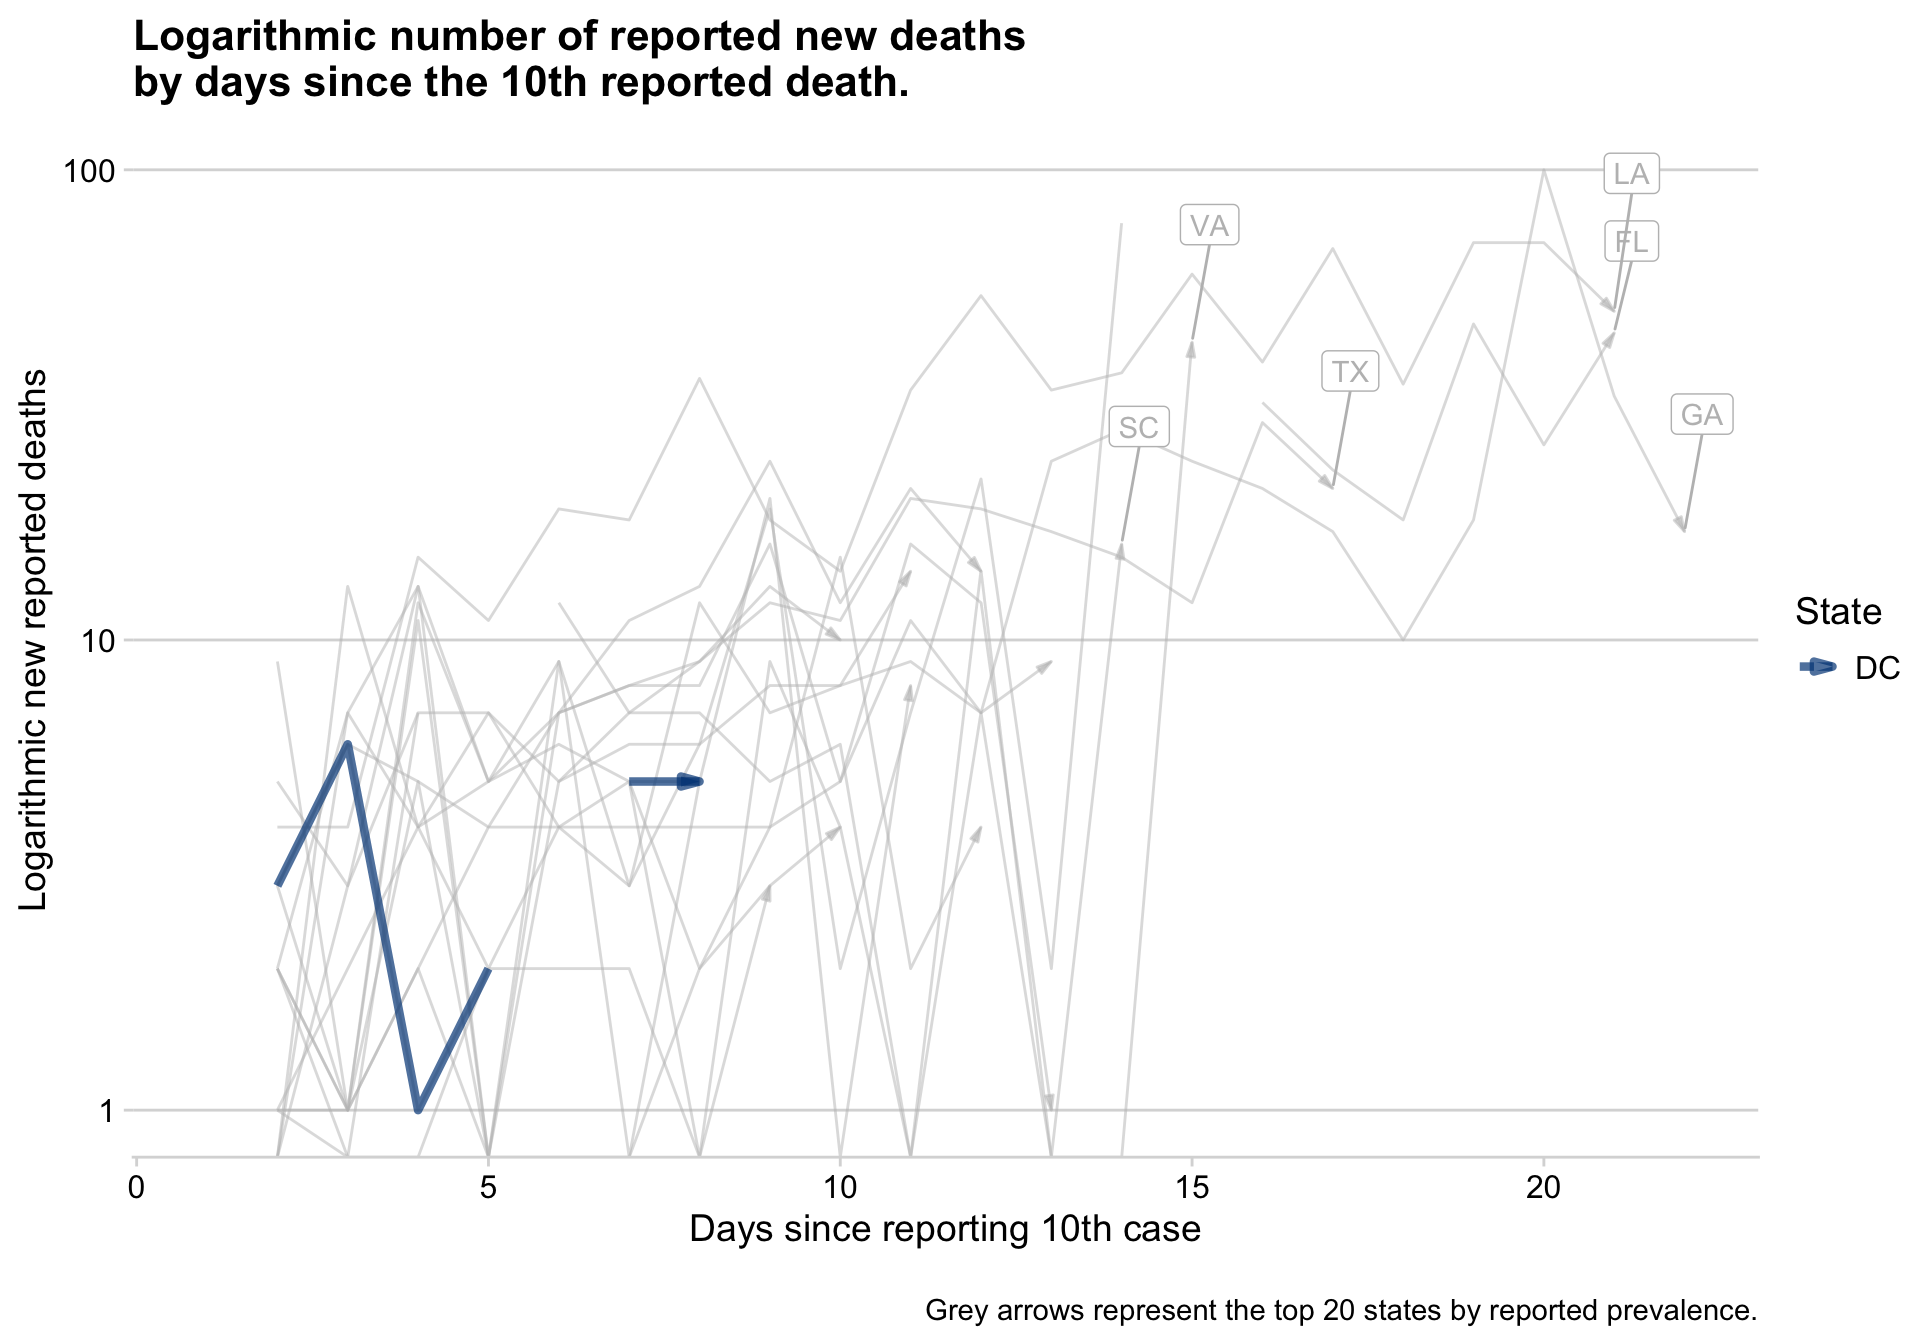 Logarithmic number of reported new deaths
by days since the 10th reported death.
Logarithmic new reported deaths
100
10
1
LA
FL
VA
TX
GA
SC
State
DC
0 5 10 15 20
Days since reporting 10th case
Grey arrows represent the top 20 states by reported prevalence.